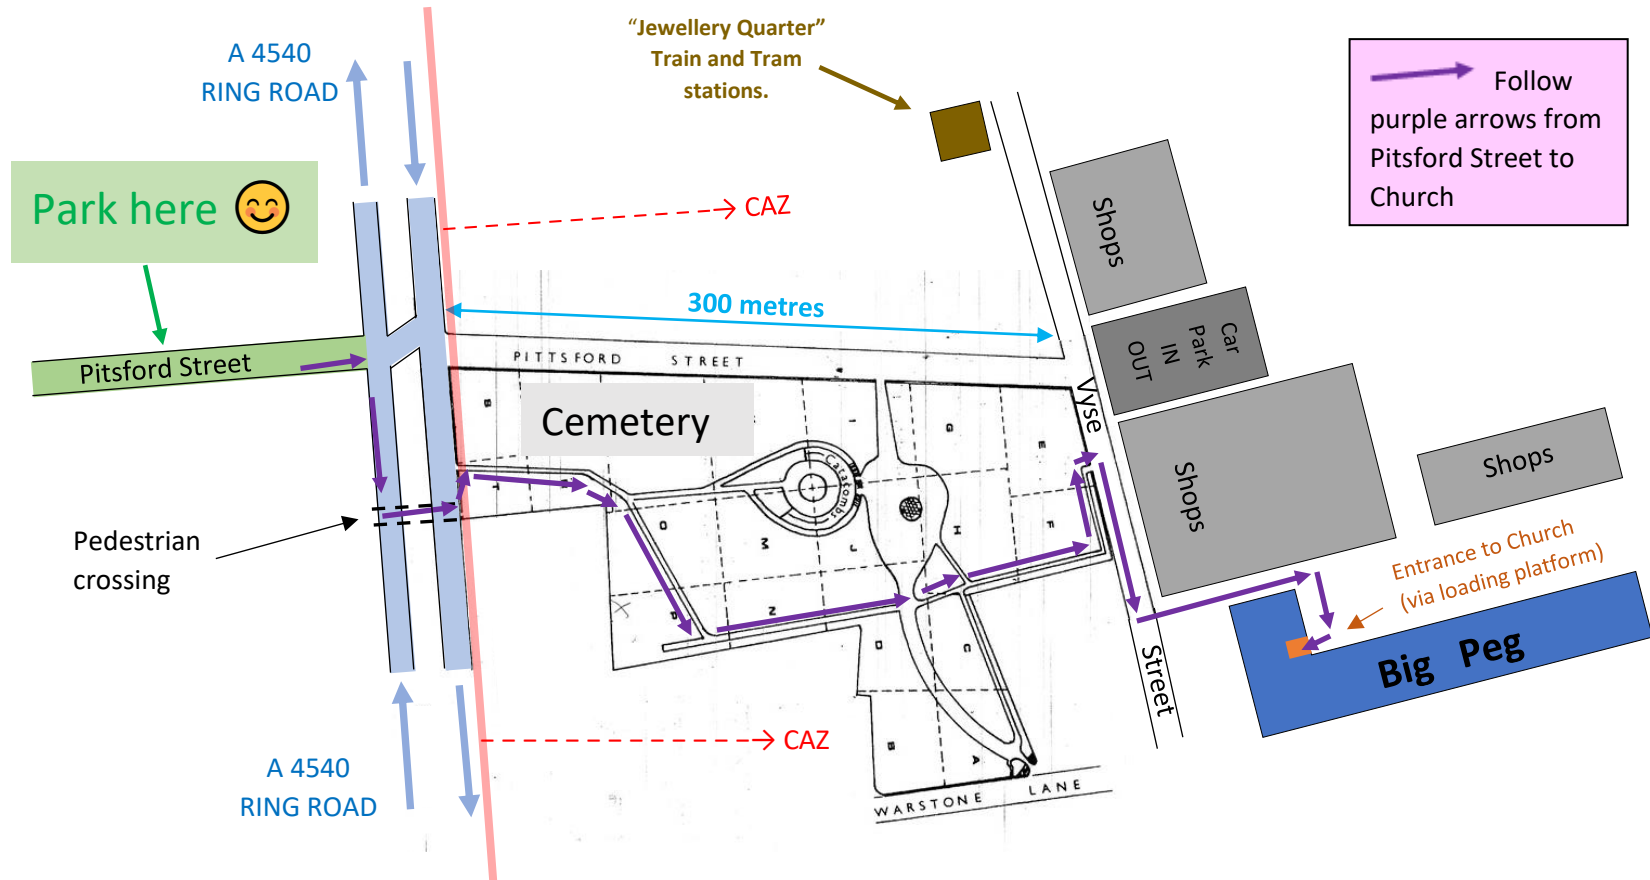 A 4540
RING ROAD
“Jewellery Quarter”
Train and Tram
stations.
Follow
purple arrows from
Pitsford Street to
Church
Park here
CAZ
Shops
300 metres
Car
Park
IN
OUT
Pitsford Street
PITTSFORD STREET
Vyse
Cemetery
B
I
G
E
T
Catacombs
Shops
Shops
O
M
J
H
F
Pedestrian
crossing
Entrance to Church
(via loading platform)
P
N
D
C
Big Peg
Street
CAZ
B
A
A 4540
RING ROAD
WARSTONE LANE